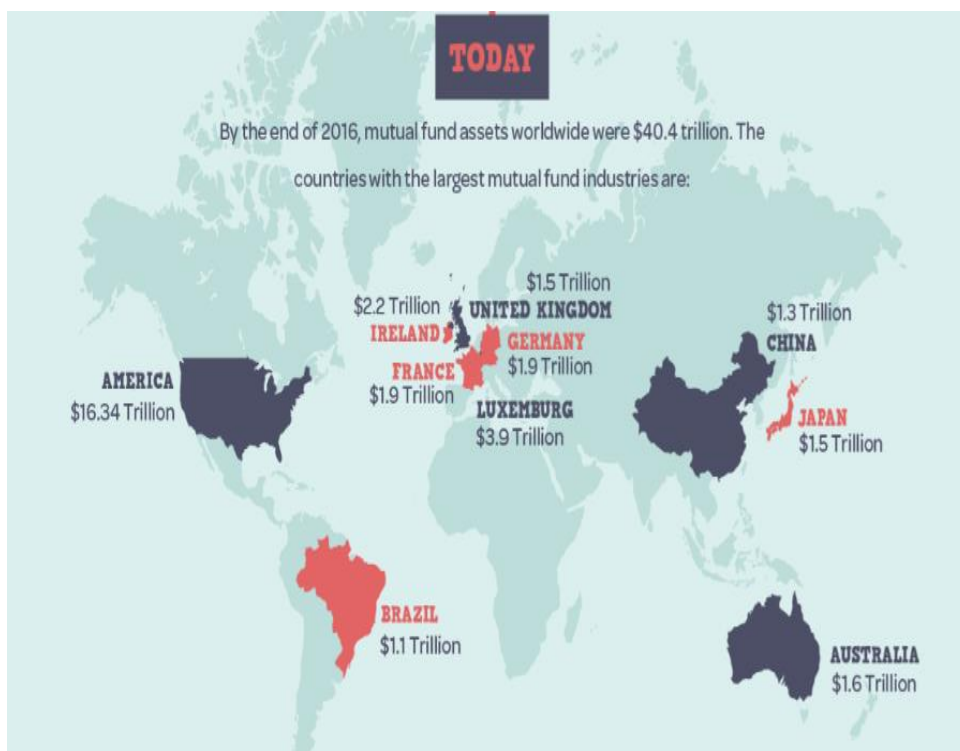 TODAY
By the end of 2016, mutual fund assets worldwide were $40.4 trillion. The
countries with the largest mutual fund industries are:
$1.5 Trillion
UNITED KINGDOM
$2.2 Trillion
IRELAND
GERMANY
$1.9 Trillion
FRANCE
$1.9 Trillion
LUXEMBURG
$3.9 Trillion
AMERICA
$16.34 Trillion
$1.3 Trillion
CHINA
JAPAN
$1.5 Trillion
BRAZIL
$1.1 Trillion
AUSTRALIA
$1.6 Trillion